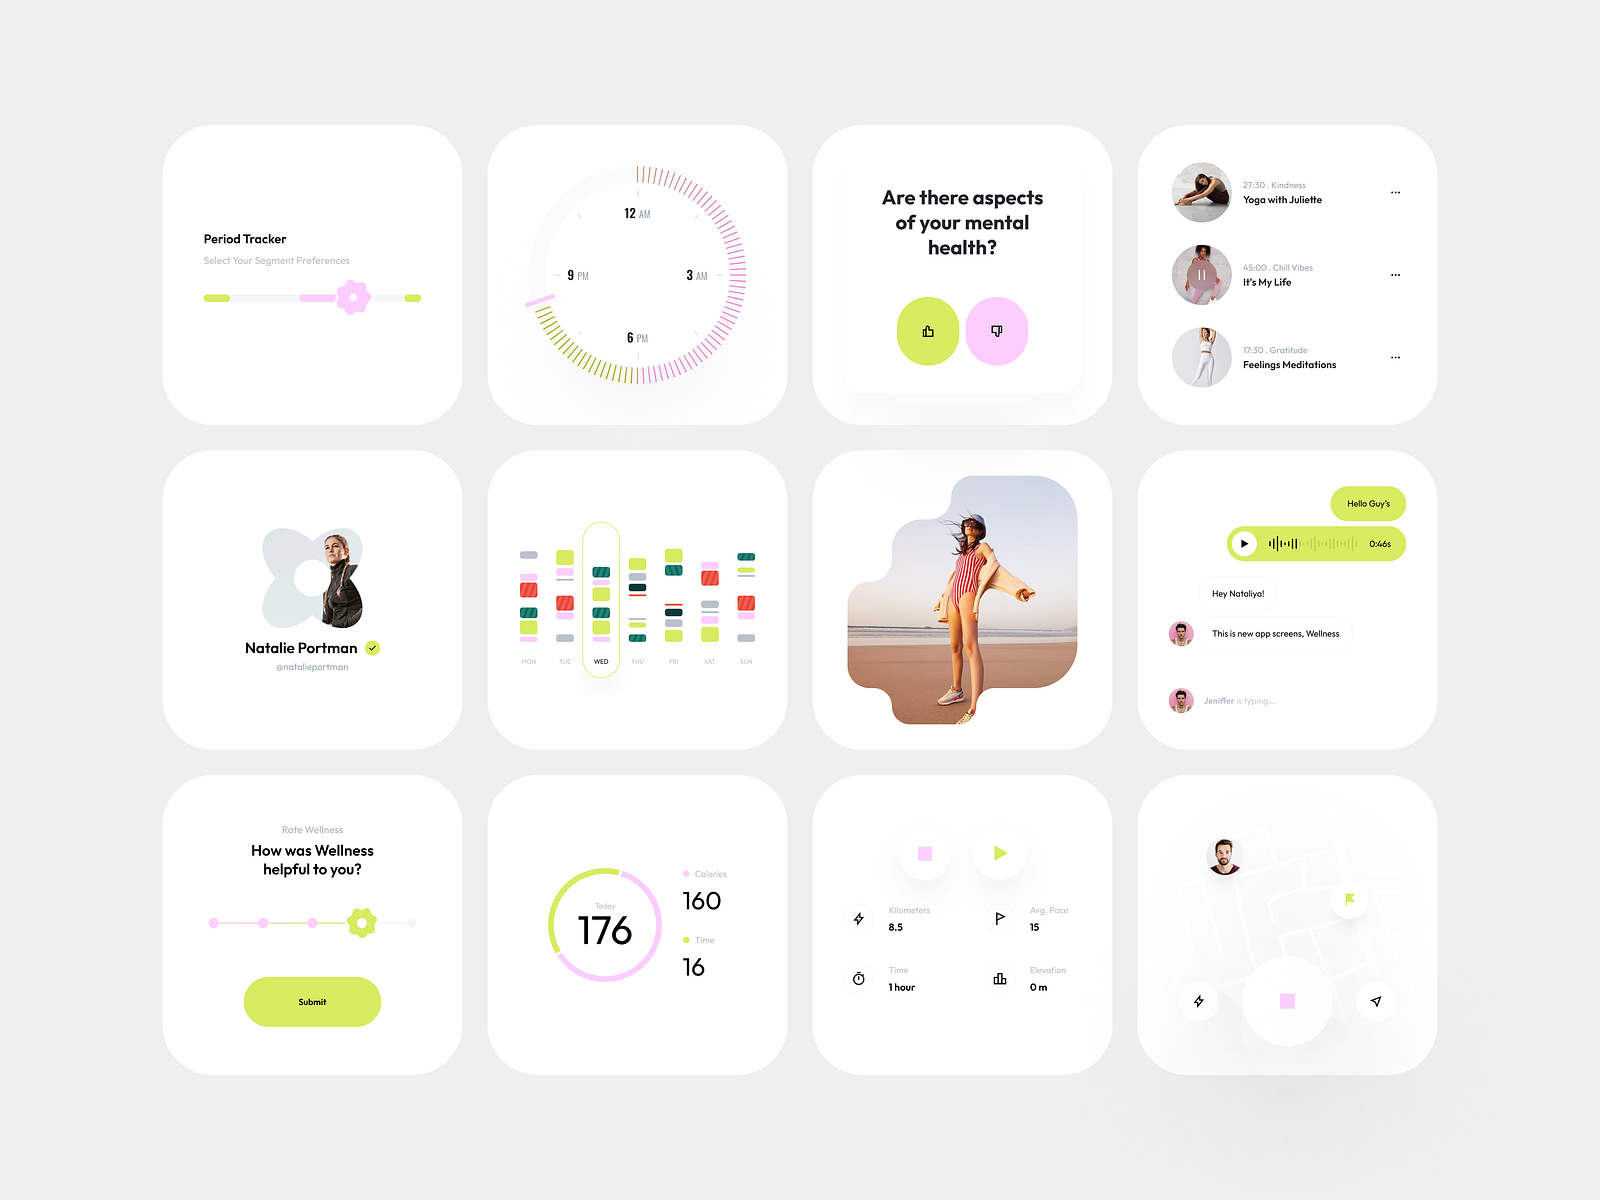 Period Tracker
Select Your Segment Preferences
12 AM
9 PM
3 AM
6 PM
Are there aspects
of your mental
health?
27:30 . Kindness
Yoga with Juliette
45:00 . Chill Vibes
It's My Life
17:30 . Gratitude
Feelings Meditations
Natalie Portman
@natalieportman
MON TUE WED THU FRI SAT SUN
Hello Guy's
0:46s
Hey Nataliya!
This is new app screens, Wellness
Jeniffer is typing...
Rate Wellness
How was Wellness
helpful to you?
Submit
Today
176
Calories
160
Time
16
Kilometers
8.5
Avg. Pace
15
Time
1 hour
Elevation
0 m